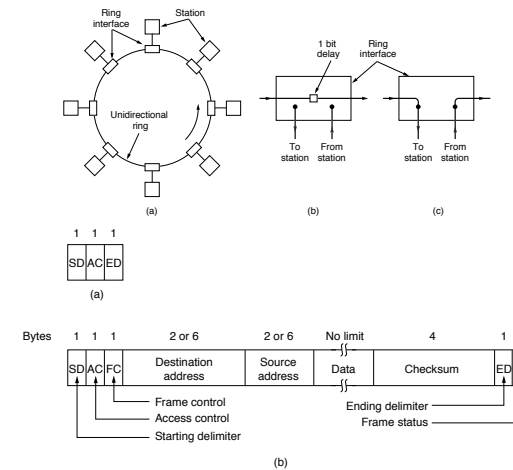 Ring
interface
Station
Unidirectional
ring
(a)
1 bit
delay
Ring
interface
To
station
From
station
To
station
From
station
(b)
(c)
1 1 1
SD AC ED
(a)
Bytes 1 1 1 2 or 6 2 or 6 No limit 4 1
SD AC FC Destination address Source address Data Checksum ED
Frame control
Access control
Starting delimiter
Ending delimiter
Frame status
(b)